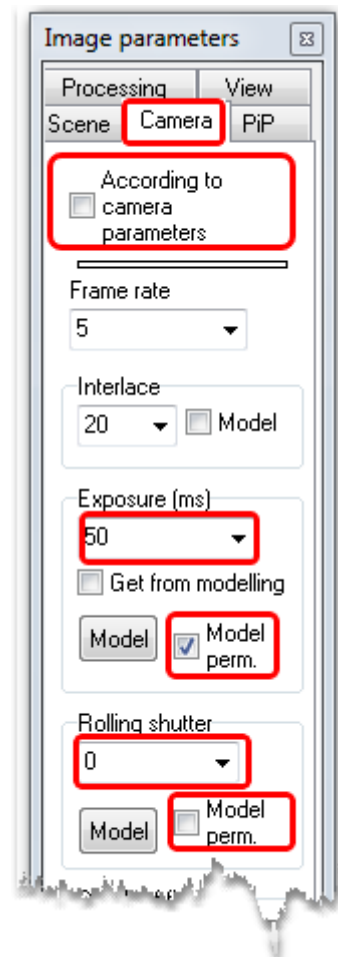 Image parameters
Processing View
Scene Camera PiP
According to
camera
parameters
Frame rate
5
Interlace
20 Model
Exposure (ms)
50
Get from modelling
Model Model
perm.
Rolling shutter
0
Model Model
perm.